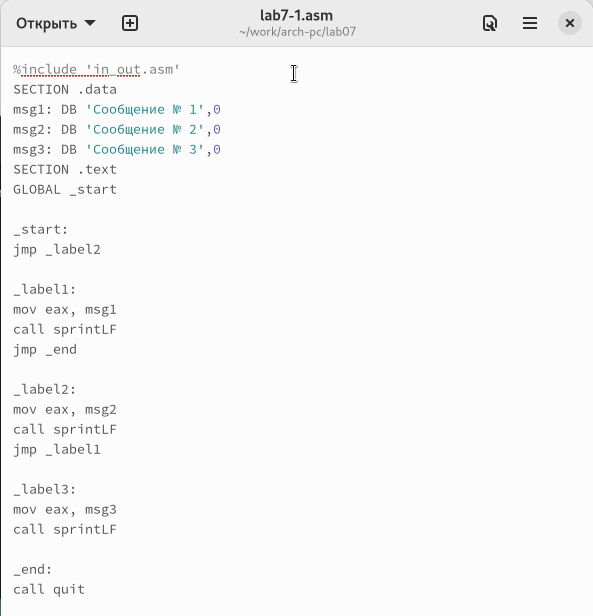 Открыть
lab7-1.asm
~/work/arch-pc/lab07
%include 'in_out.asm'
SECTION .data
msg1: DB 'Сообщение № 1',0
msg2: DB 'Сообщение № 2',0
msg3: DB 'Сообщение № 3',0
SECTION .text
GLOBAL _start
_start:
jmp _label2
_label1:
mov eax, msg1
call sprintLF
jmp _end
_label2:
mov eax, msg2
call sprintLF
jmp _label1
_label3:
mov eax, msg3
call sprintLF
_end:
call quit